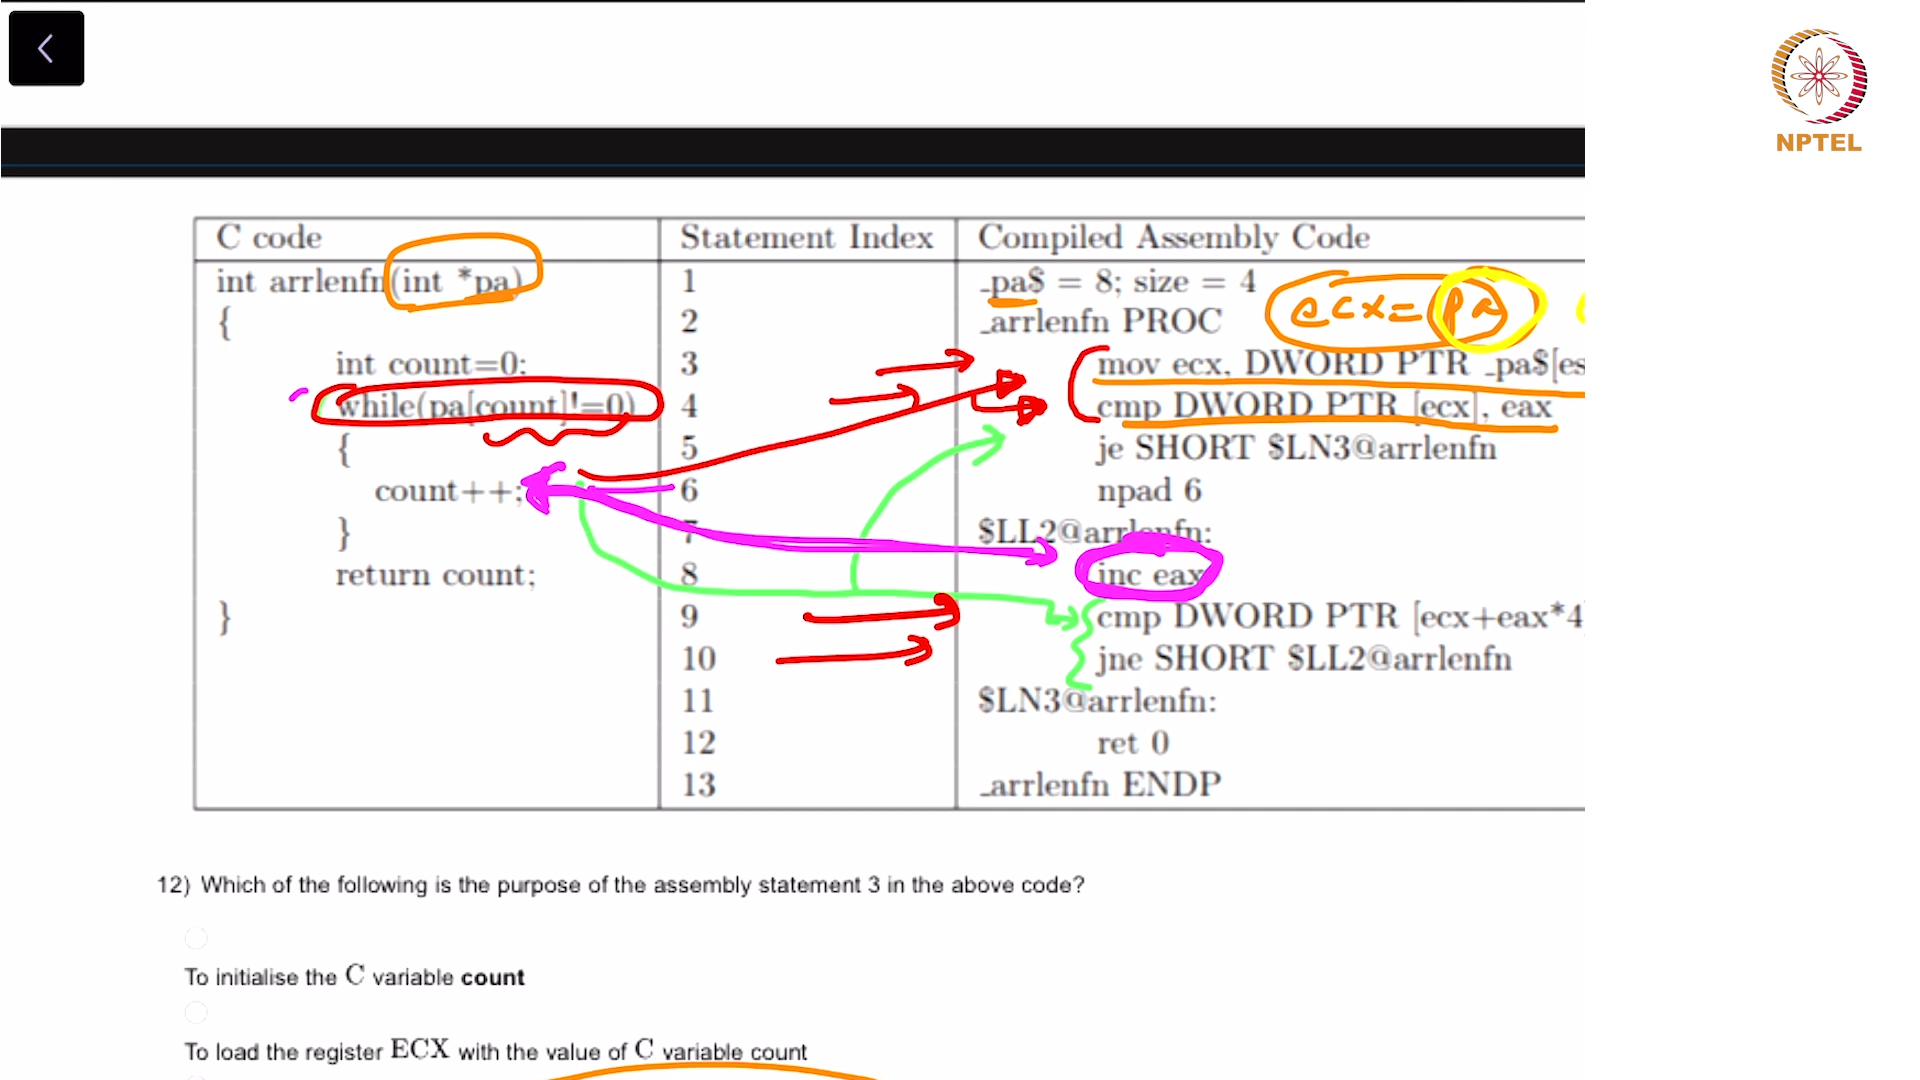 NPTEL
C code Statement Index Compiled Assembly Code
int arrlenfn(int *pa) 1 _pa$ = 8; size = 4
ecx=pa
{ 2 _arrlenfn PROC
int count=0; 3 mov ecx, DWORD PTR _pa$[es
while(pa[count]!=0) 4 cmp DWORD PTR [ecx], eax
{ 5 je SHORT $LN3@arrlenfn
count++; 6 npad 6
} 7 $LL2@arrlenfn:
return count; 8 inc eax
} 9 cmp DWORD PTR [ecx+eax*4
10 jne SHORT $LL2@arrlenfn
11 $LN3@arrlenfn:
12 ret 0
13 _arrlenfn ENDP
12) Which of the following is the purpose of the assembly statement 3 in the above code?
To initialise the C variable count
To load the register ECX with the value of C variable count